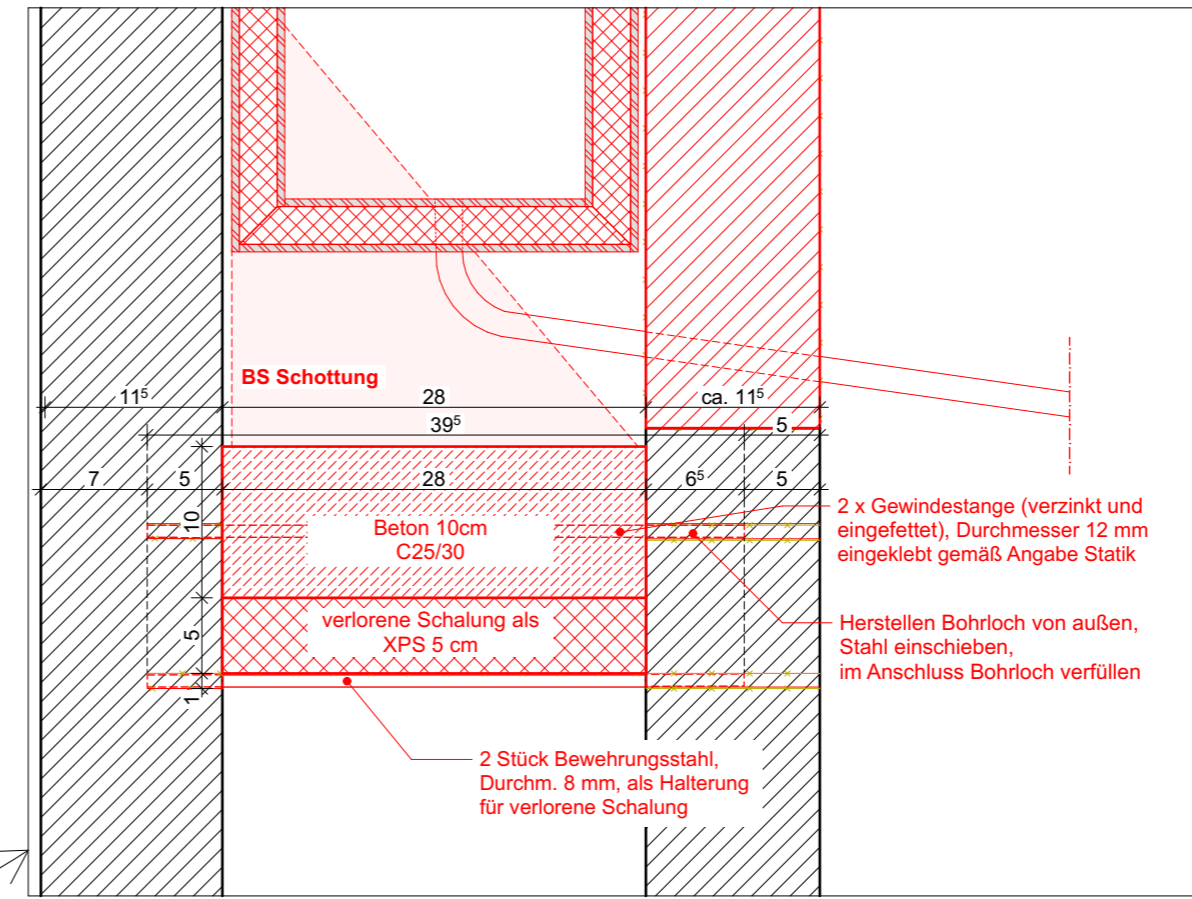 BS Schottung
11⁵
28
ca. 11⁵
39⁵
5
7
5
28
6⁵
5
10
Beton 10cm
C25/30
2 x Gewindestange (verzinkt und
eingefettet), Durchmesser 12 mm
eingeklebt gemäß Angabe Statik
5
verlorene Schalung als
XPS 5 cm
Herstellen Bohrloch von außen,
Stahl einschieben,
im Anschluss Bohrloch verfüllen
1
2 Stück Bewehrungsstahl,
Durchm. 8 mm, als Halterung
für verlorene Schalung